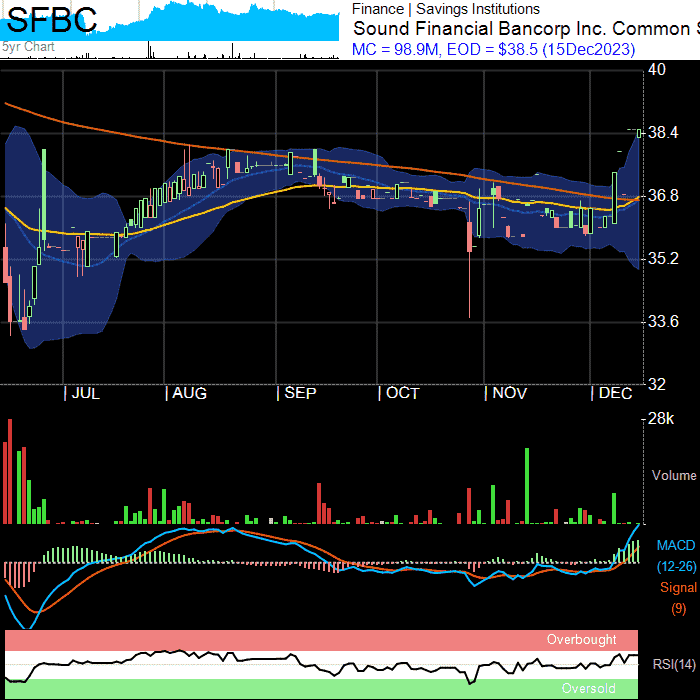 SFBC
5yr Chart
Finance | Savings Institutions
Sound Financial Bancorp Inc. Common S
MC = 98.9M, EOD = $38.5 (15Dec2023)
40
38.4
36.8
35.2
33.6
32
JUL
AUG
SEP
OCT
NOV
DEC
28k
Volume
MACD
(12-26)
Signal
(9)
Overbought
RSI(14)
Oversold